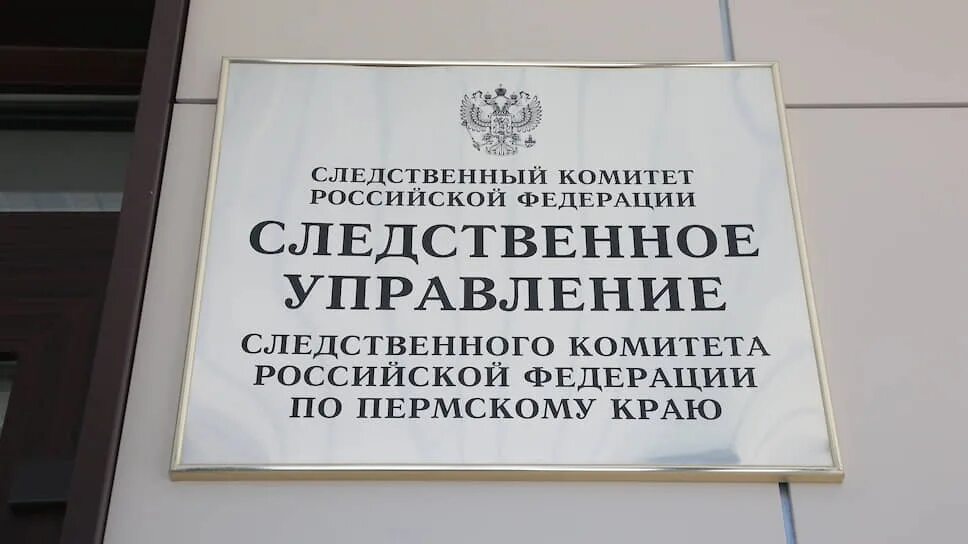 СЛЕДСТВЕННЫЙ КОМИТЕТ
РОССИЙСКОЙ ФЕДЕРАЦИИ
СЛЕДСТВЕННОЕ
УПРАВЛЕНИЕ
СЛЕДСТВЕННОГО КОМИТЕТА
РОССИЙСКОЙ ФЕДЕРАЦИИ
ПО ПЕРМСКОМУ КРАЮ